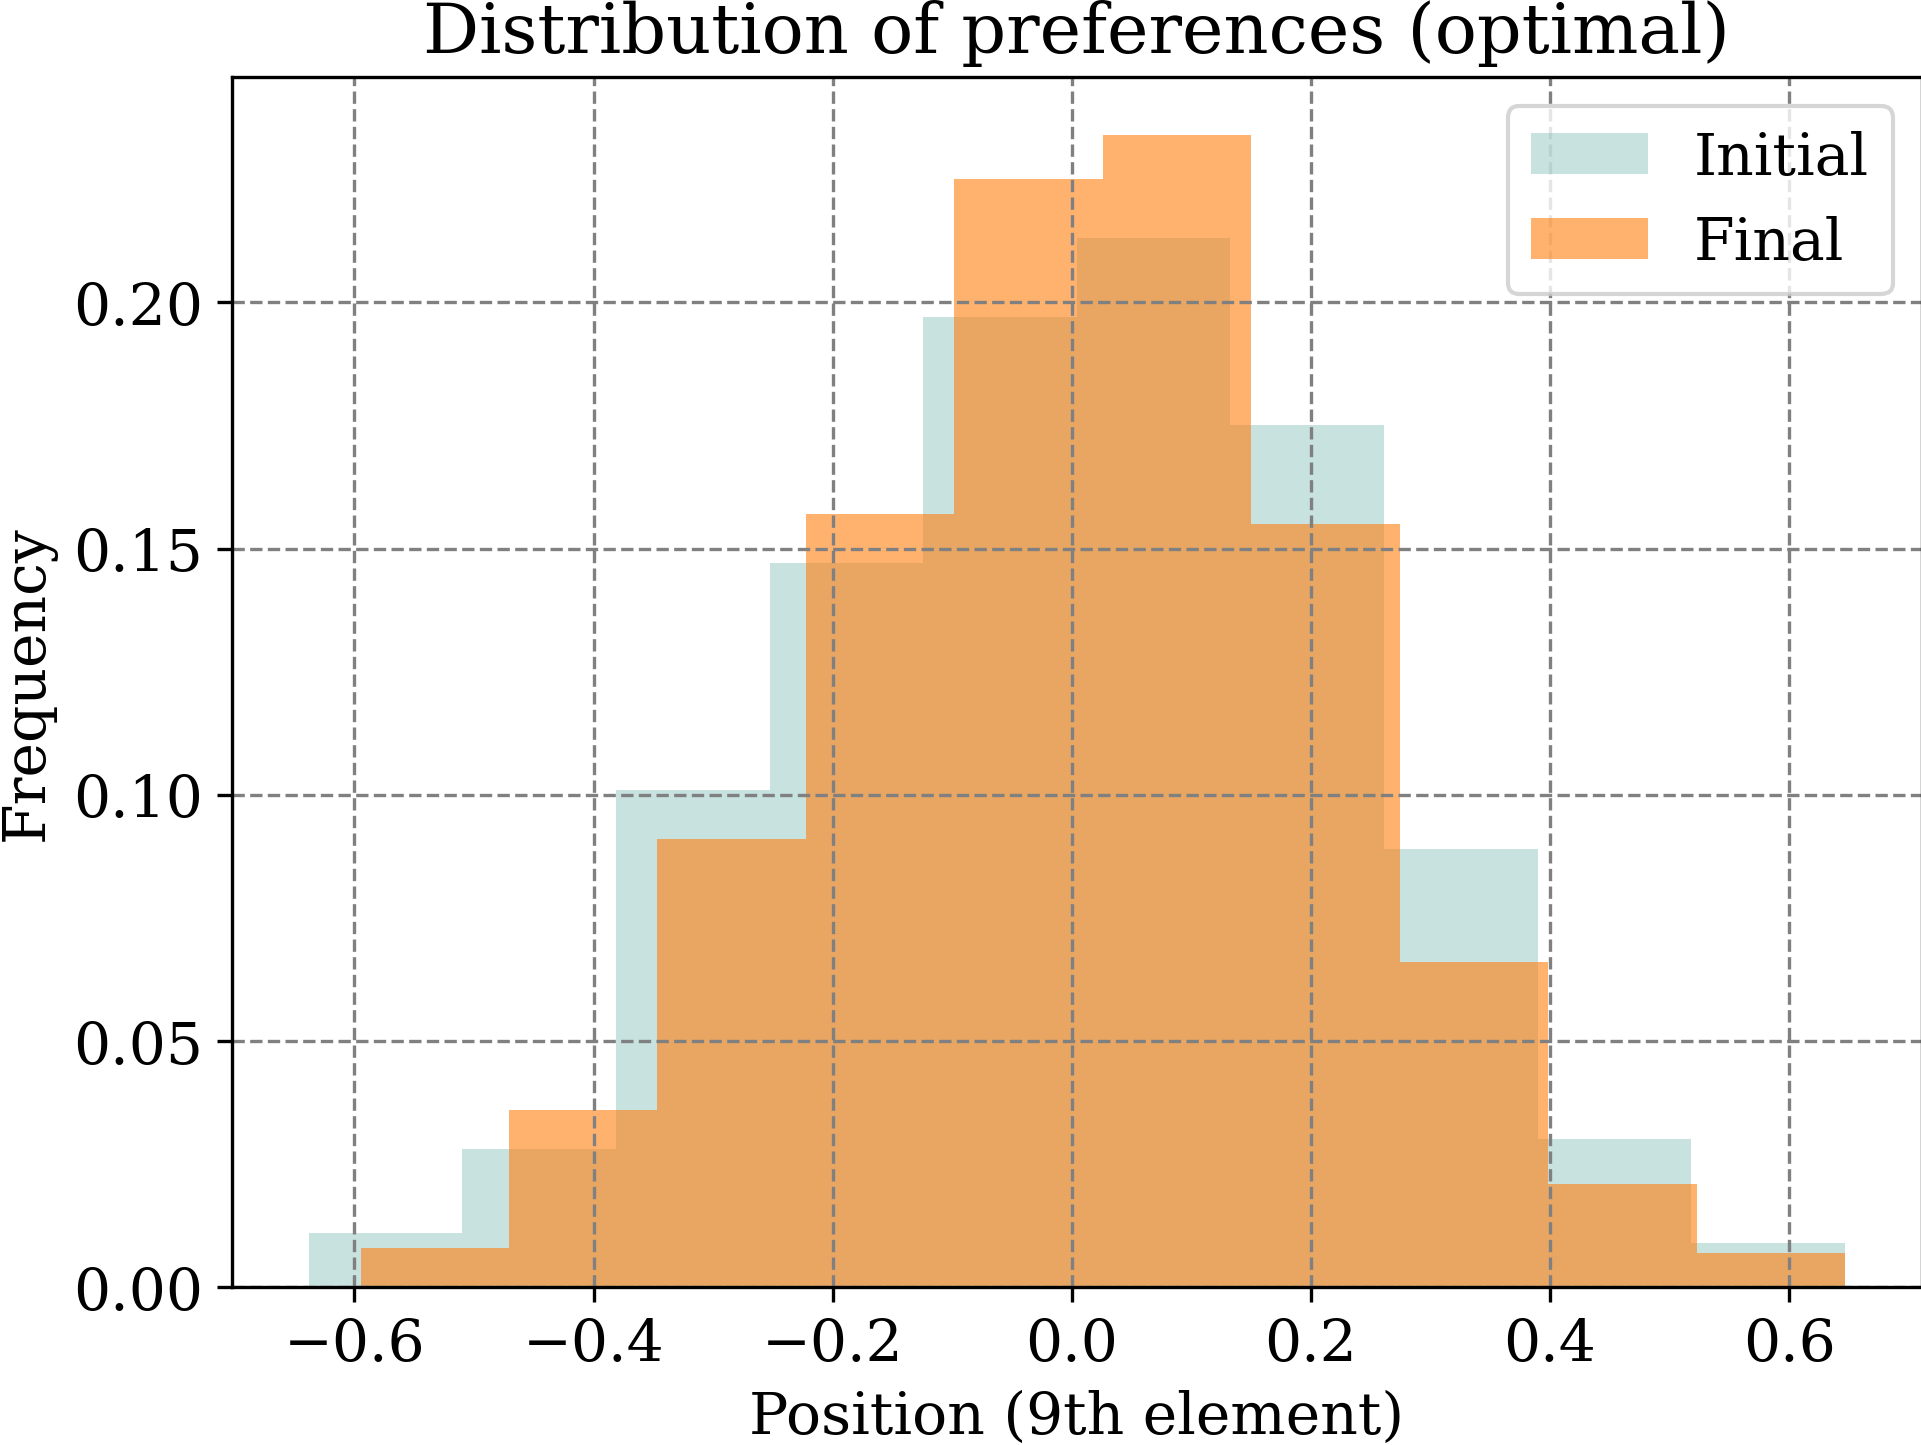 Distribution of preferences (optimal)
Initial
Final
Frequency
0.20
0.15
0.10
0.05
0.00
−0.6 −0.4 −0.2 0.0 0.2 0.4 0.6
Position (9th element)